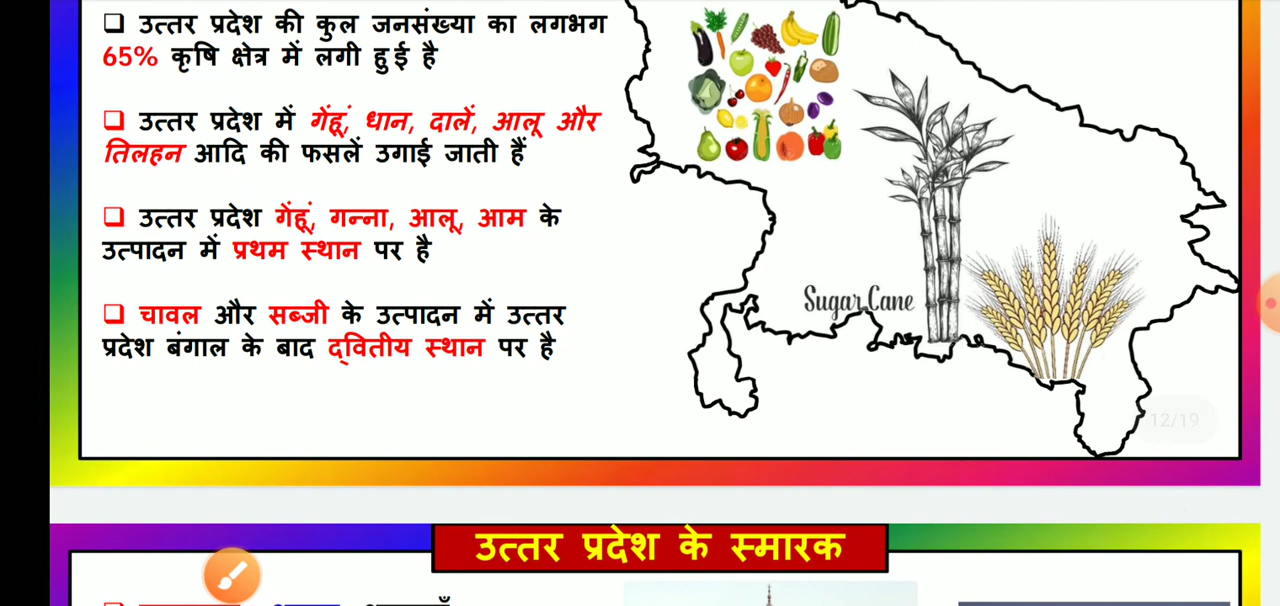 उत्तर प्रदेश की कुल जनसंख्या का लगभग
65% कृषि क्षेत्र में लगी हुई है
उत्तर प्रदेश में गेंहूं, धान, दालें, आलू और
तिलहन आदि की फसलें उगाई जाती हैं
उत्तर प्रदेश गेंहूं, गन्ना, आलू, आम के
उत्पादन में प्रथम स्थान पर है
चावल और सब्जी के उत्पादन में उत्तर
प्रदेश बंगाल के बाद द्वितीय स्थान पर है
Sugar Cane
12/19
उत्तर प्रदेश के स्मारक